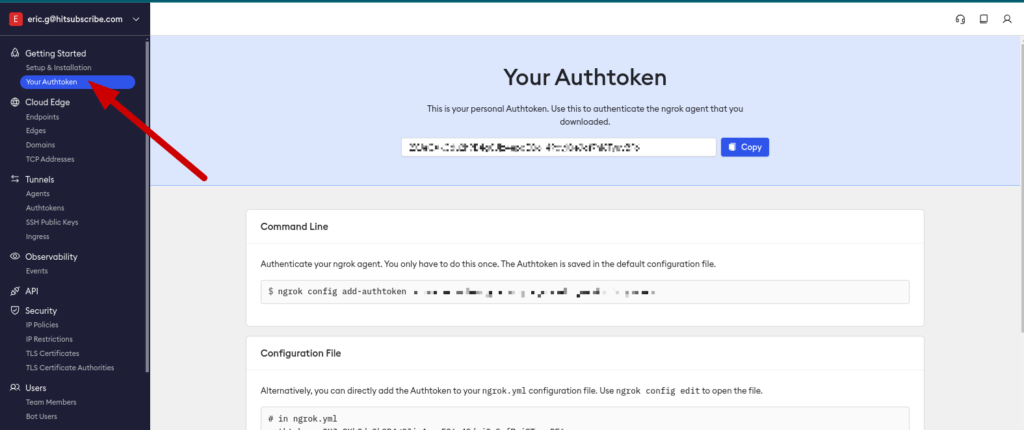 E eric.g@hitsubscribe.com
Getting Started
Setup & Installation
Your Authtoken
Cloud Edge
Endpoints
Edges
Domains
TCP Addresses
Tunnels
Agents
Authtokens
SSH Public Keys
Ingress
Observability
Events
API
Security
IP Policies
IP Restrictions
TLS Certificates
TLS Certificate Authorities
Users
Team Members
Bot Users
Your Authtoken
This is your personal Authtoken. Use this to authenticate the ngrok agent that you
downloaded.
Copy
Command Line
Authenticate your ngrok agent. You only have to do this once. The Authtoken is saved in the default configuration file.
$ ngrok config add-authtoken
Configuration File
Alternatively, you can directly add the Authtoken to your ngrok.yml configuration file. Use ngrok config edit to open the file.
# in ngrok.yml